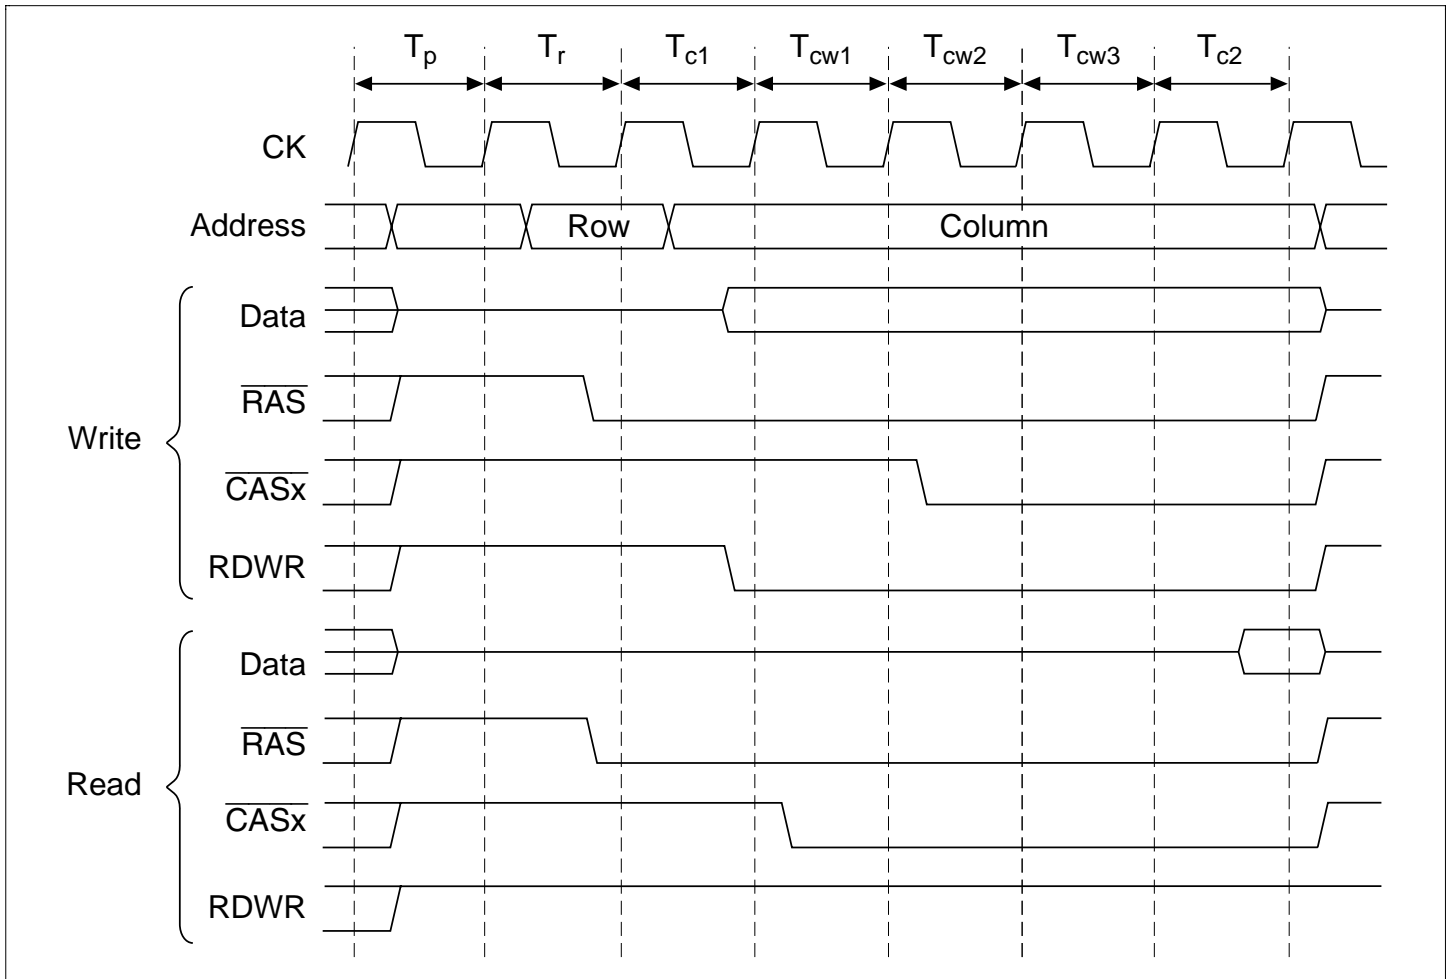 Tp Tr Tc1 Tcw1 Tcw2 Tcw3 Tc2
CK
Address Row Column
Data
RAS
Write
CASx
RDWR
Data
RAS
Read
CASx
RDWR